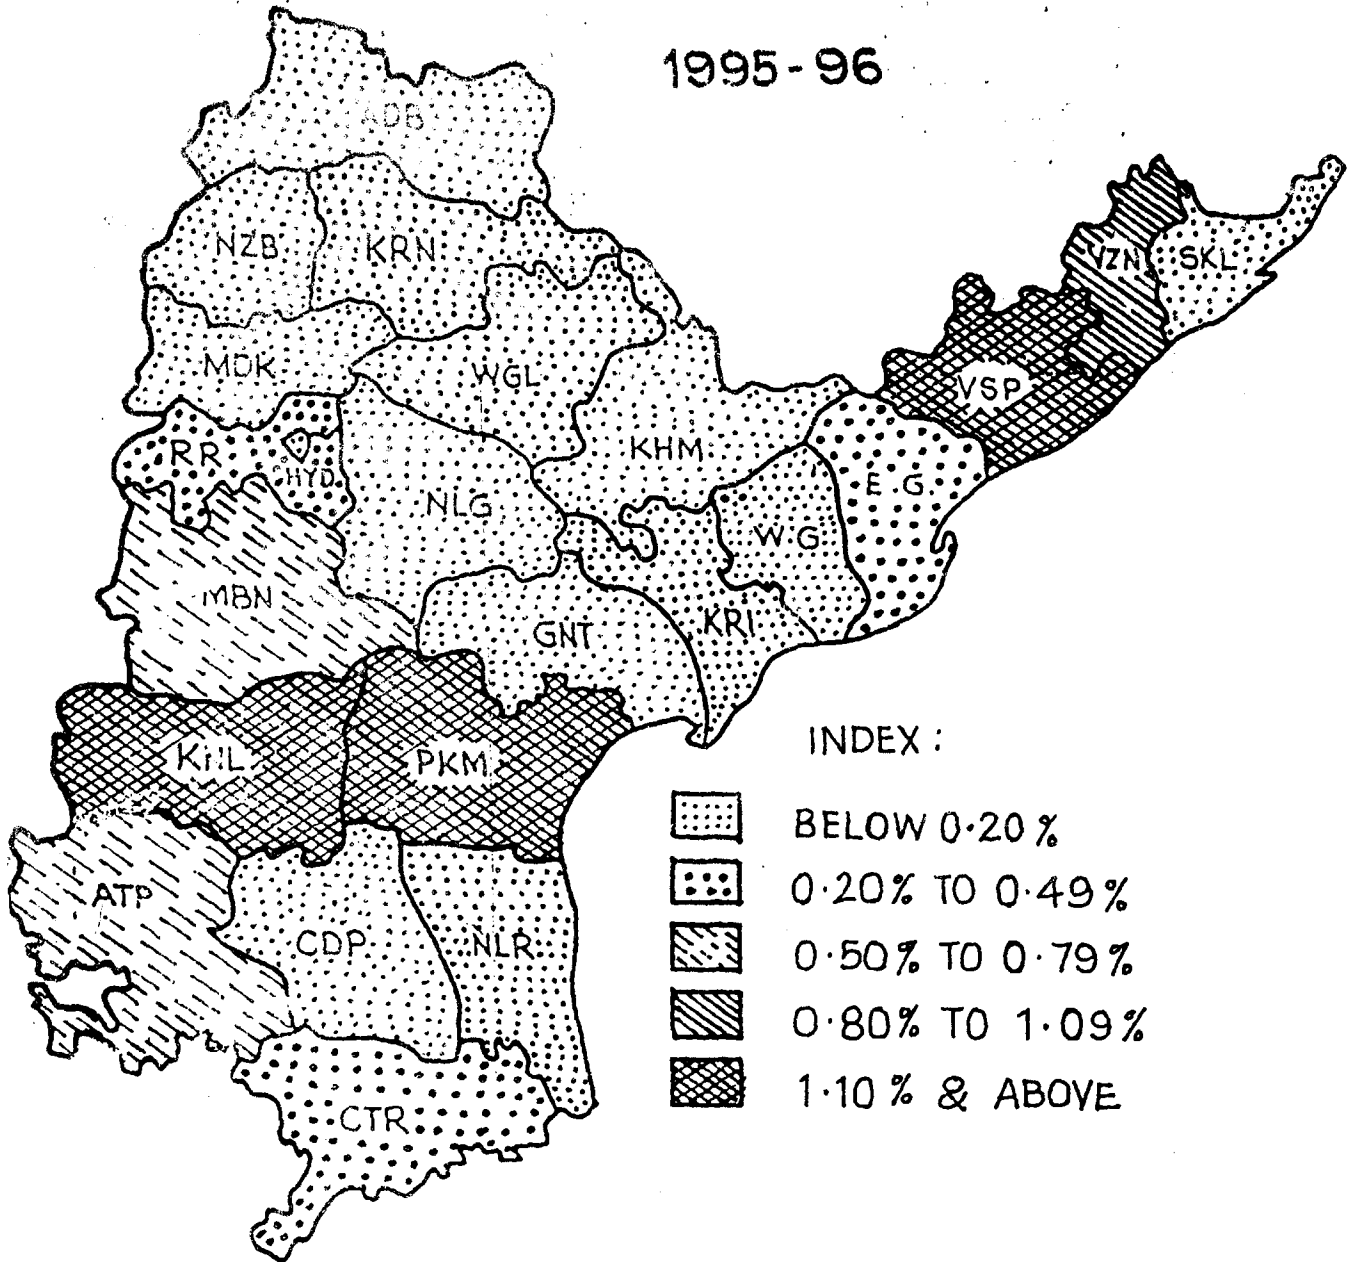 1995-96
ADB
NZB
KRN
VZN
SKL
MDK
WGL
VSP
RR
HYD
KHM
E.G
NLG
W.G
MBN
GNT
KRI
KNL
PKM
INDEX:
BELOW 0·20%
ATP
0·20% TO 0·49%
CDP
NLR
0·50% TO 0·79%
0·80% TO 1·09%
1·10% & ABOVE
CTR